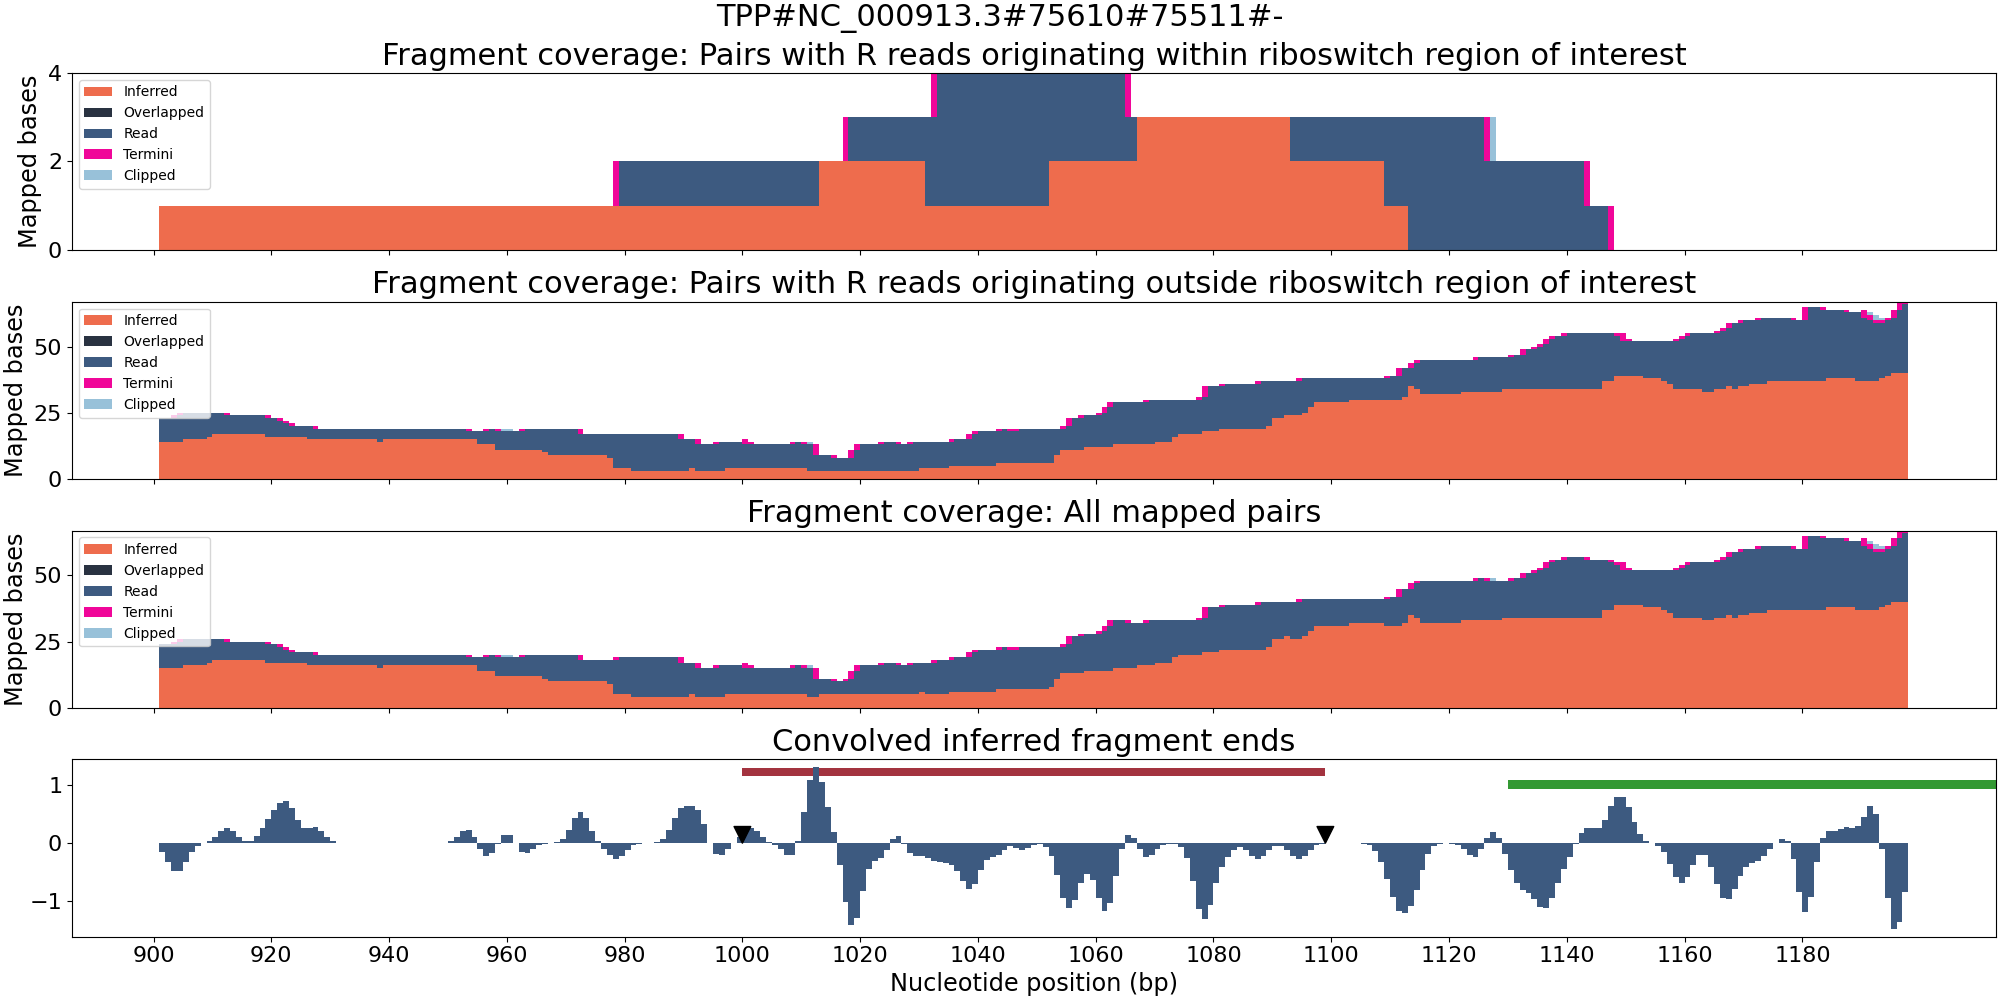 TPP#NC_000913.3#75610#75511#-
Fragment coverage: Pairs with R reads originating within riboswitch region of interest
Mapped bases
4
2
0
Inferred
Overlapped
Read
Termini
Clipped
Fragment coverage: Pairs with R reads originating outside riboswitch region of interest
Mapped bases
50
25
0
Inferred
Overlapped
Read
Termini
Clipped
Fragment coverage: All mapped pairs
Mapped bases
50
25
0
Inferred
Overlapped
Read
Termini
Clipped
Convolved inferred fragment ends
1
0
−1
900 920 940 960 980 1000 1020 1040 1060 1080 1100 1120 1140 1160 1180
Nucleotide position (bp)